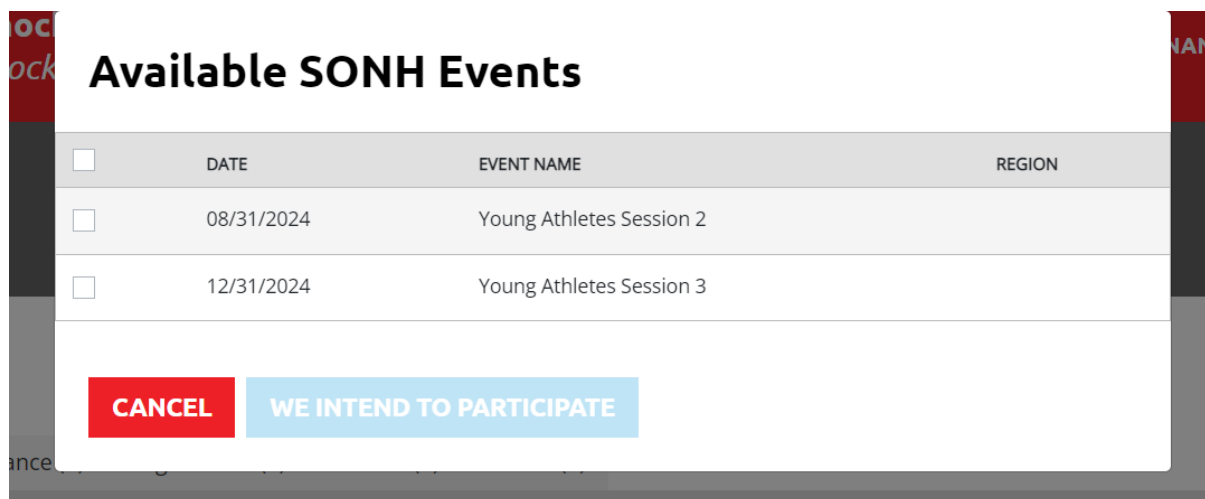 Available SONH Events
DATE EVENT NAME REGION
08/31/2024 Young Athletes Session 2
12/31/2024 Young Athletes Session 3
CANCEL WE INTEND TO PARTICIPATE